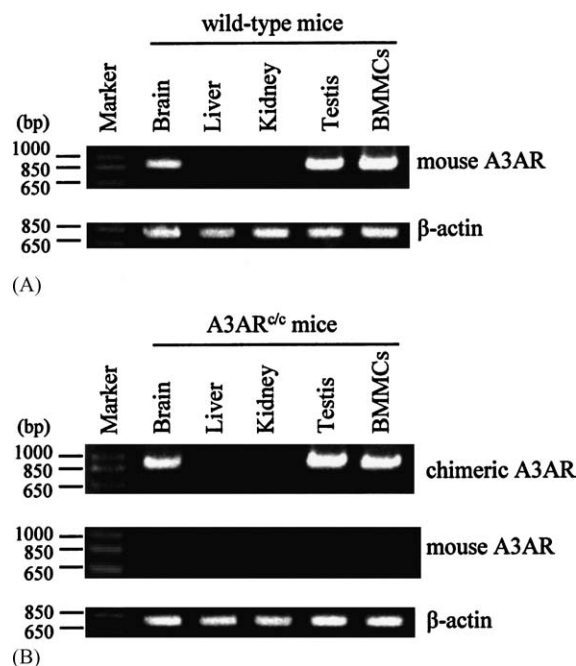 wild-type mice
Marker
Brain
Liver
Kidney
Testis
BMMCs
(bp)
1000
850
650
mouse A3AR
850
650
β-actin
(A)
A3ARc/c mice
Marker
Brain
Liver
Kidney
Testis
BMMCs
(bp)
1000
850
650
chimeric A3AR
1000
850
650
mouse A3AR
850
650
β-actin
(B)